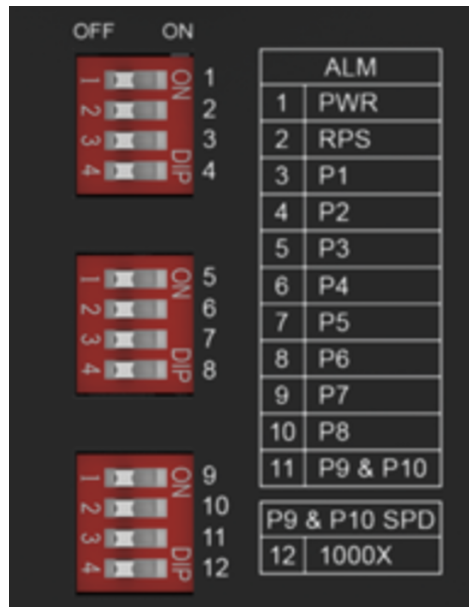 OFF ON
1 ON 1
2 2
3 3
4 DIP 4
1 ON 5
2 6
3 7
4 DIP 8
1 ON 9
2 10
3 11
4 DIP 12
ALM
1 PWR
2 RPS
3 P1
4 P2
5 P3
6 P4
7 P5
8 P6
9 P7
10 P8
11 P9 & P10
P9 & P10 SPD
12 1000X